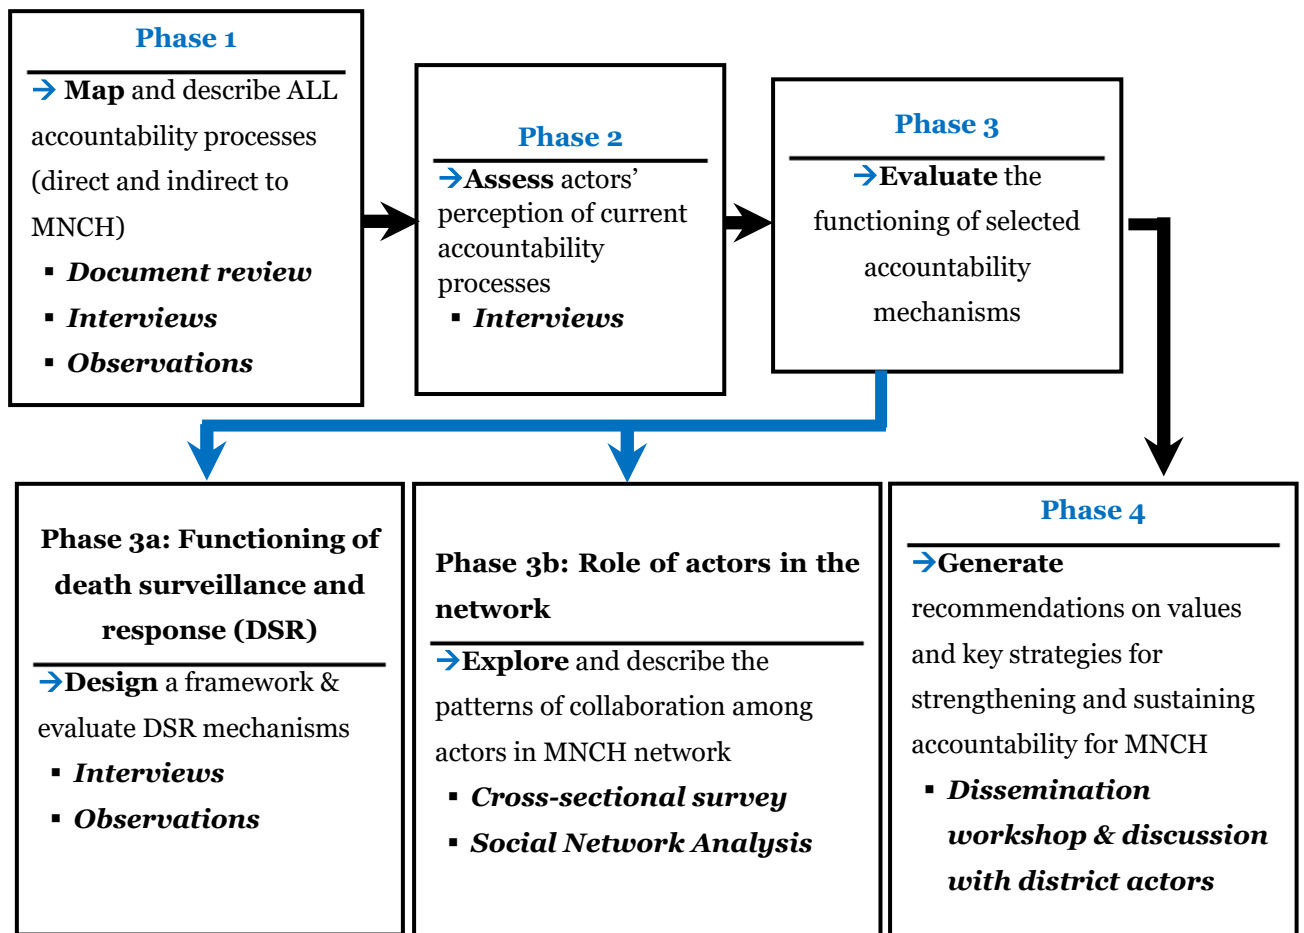 Phase 1
→ Map and describe ALL
accountability processes
(direct and indirect to
MNCH)
▪ Document review
▪ Interviews
▪ Observations
Phase 2
→Assess actors’
perception of current
accountability
processes
▪ Interviews
Phase 3
→Evaluate the
functioning of selected
accountability
mechanisms
Phase 3a: Functioning of
death surveillance and
response (DSR)
→Design a framework &
evaluate DSR mechanisms
▪ Interviews
▪ Observations
Phase 3b: Role of actors in the
network
→Explore and describe the
patterns of collaboration among
actors in MNCH network
▪ Cross-sectional survey
▪ Social Network Analysis
Phase 4
→Generate
recommendations on values
and key strategies for
strengthening and sustaining
accountability for MNCH
▪ Dissemination
workshop & discussion
with district actors